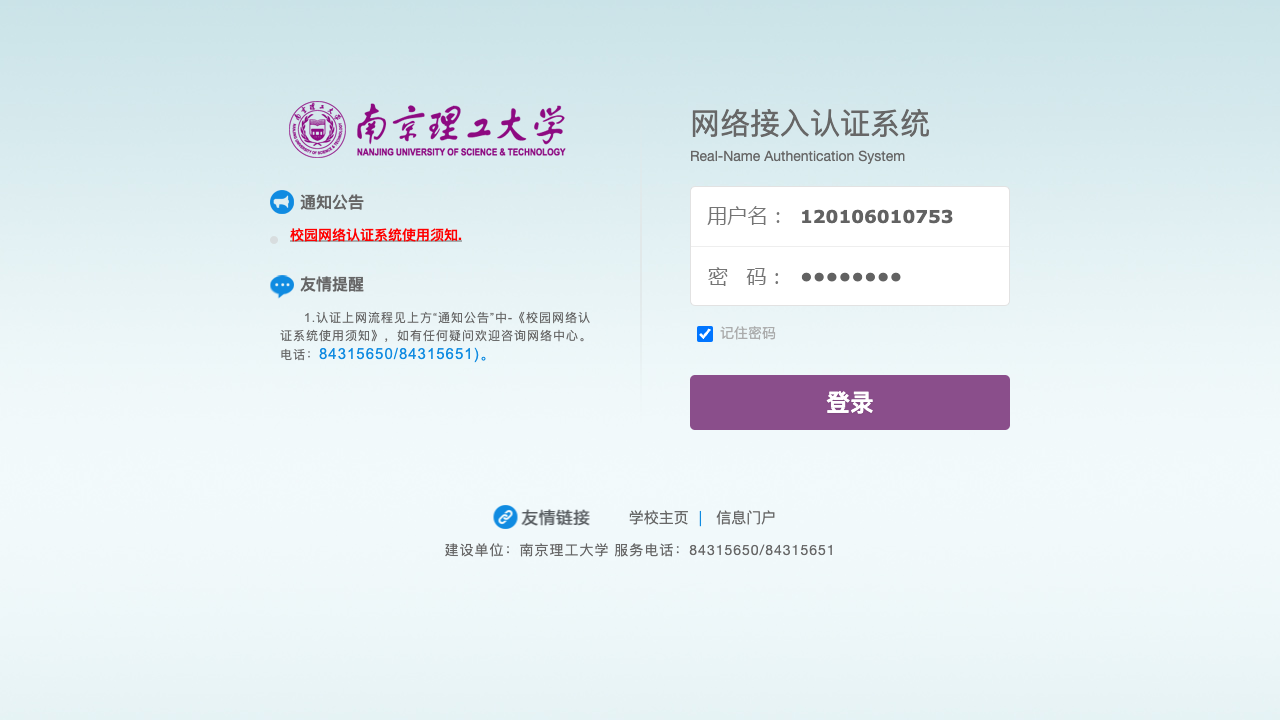 南京理工大学
NANJING UNIVERSITY OF SCIENCE & TECHNOLOGY
通知公告
校园网络认证系统使用须知.
友情提醒
1.认证上网流程见上方“通知公告”中-《校园网络认
证系统使用须知》，如有任何疑问欢迎咨询网络中心。
电话：84315650/84315651)。
网络接入认证系统
Real-Name Authentication System
用户名： 120106010753
密 码： ●●●●●●●●
记住密码
登录
友情链接 学校主页 | 信息门户
建设单位：南京理工大学 服务电话：84315650/84315651